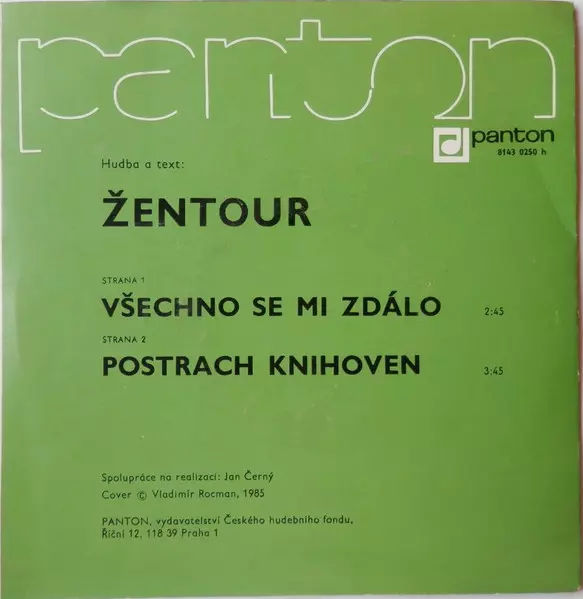 panton
panton
8143 0250 h
Hudba a text:
ŽENTOUR
STRANA 1
VŠECHNO SE MI ZDÁLO 2:45
STRANA 2
POSTRACH KNIHOVEN 3:45
Spolupráce na realizaci: Jan Černý
Cover © Vladimír Rocman, 1985
PANTON, vydavatelství Českého hudebního fondu,
Říční 12, 118 39 Praha 1